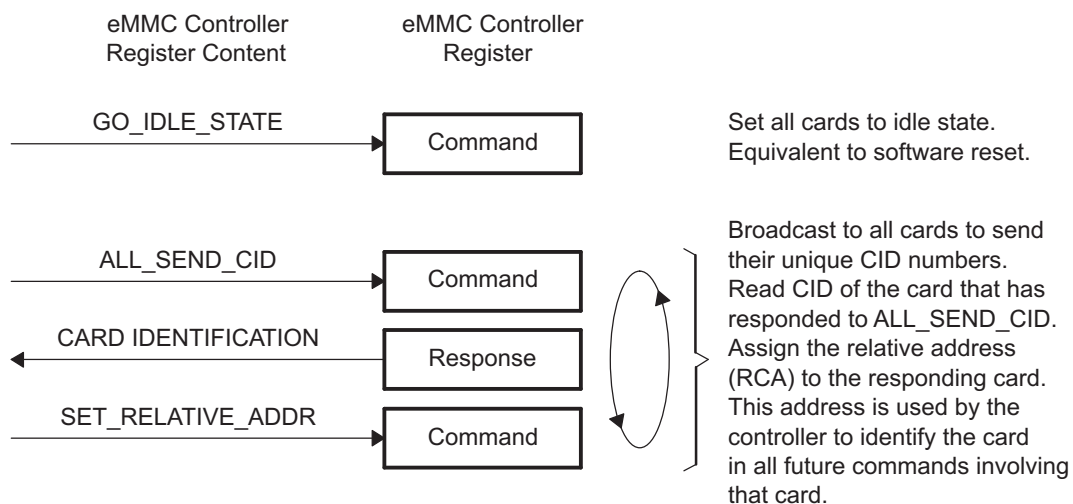 eMMC Controller
Register Content
eMMC Controller
Register
GO_IDLE_STATE
Command
Set all cards to idle state.
Equivalent to software reset.
ALL_SEND_CID
Command
CARD IDENTIFICATION
Response
SET_RELATIVE_ADDR
Command
Broadcast to all cards to send
their unique CID numbers.
Read CID of the card that has
responded to ALL_SEND_CID.
Assign the relative address
(RCA) to the responding card.
This address is used by the
controller to identify the card
in all future commands involving
that card.